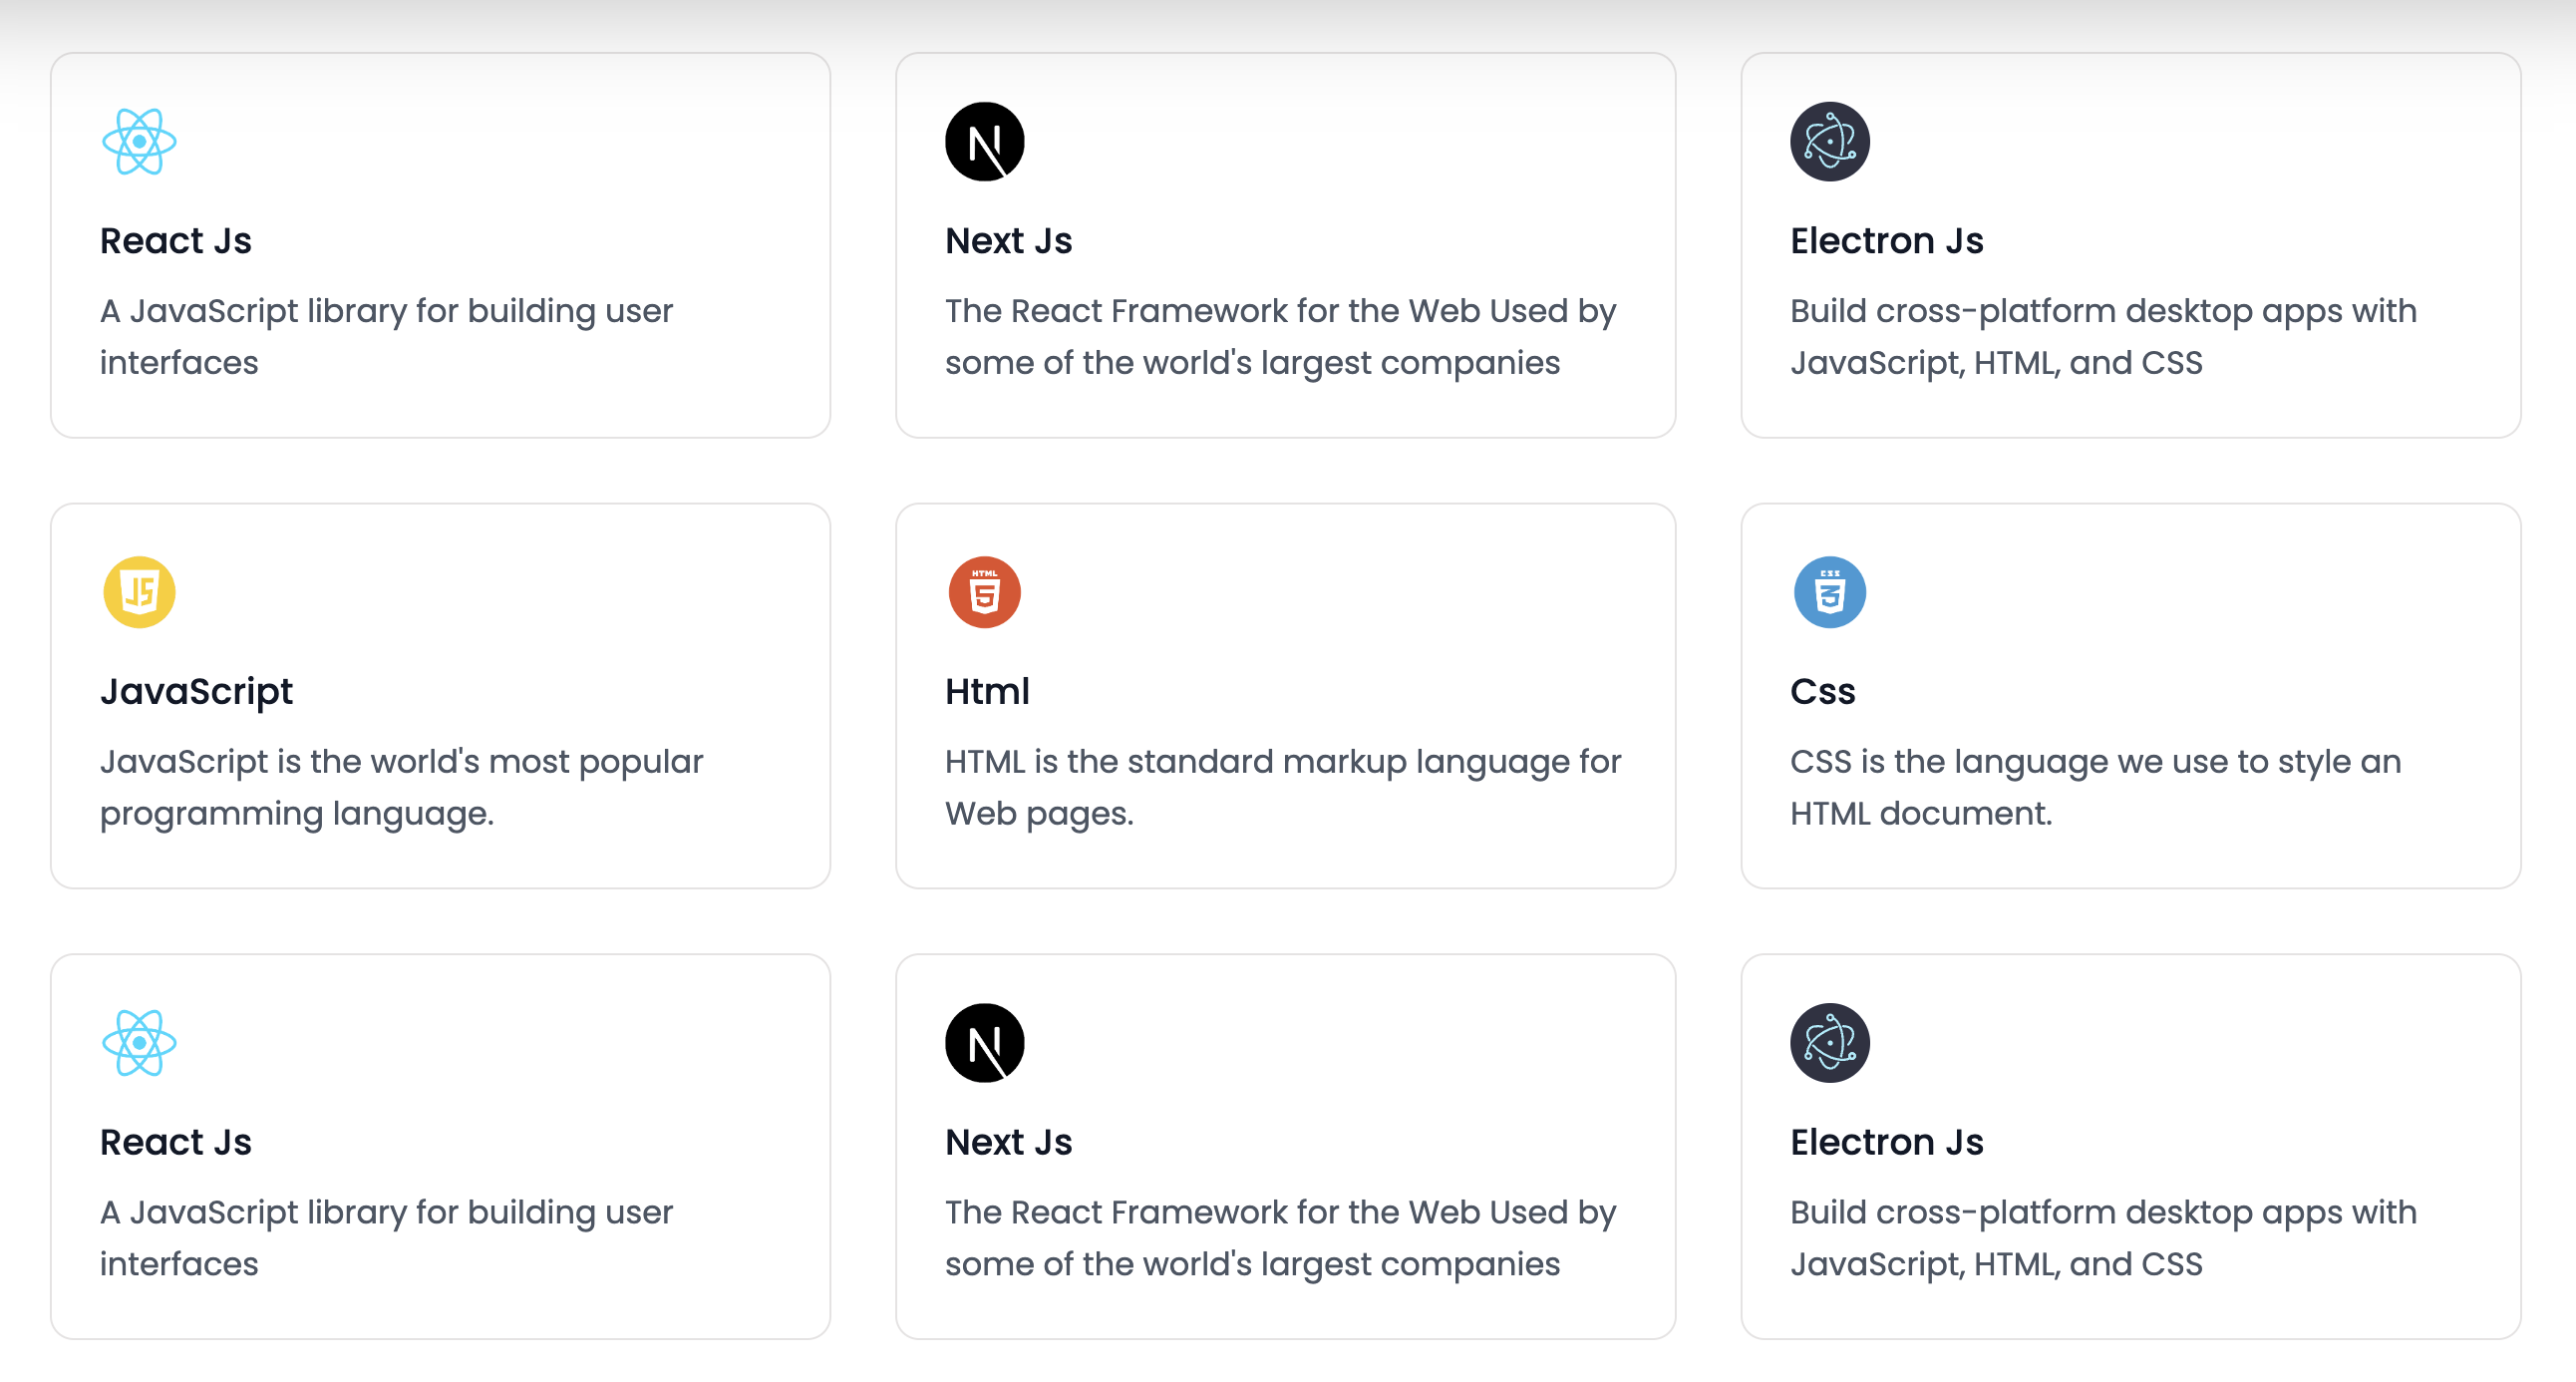 React Js
A JavaScript library for building user
interfaces
Next Js
The React Framework for the Web Used by
some of the world's largest companies
Electron Js
Build cross-platform desktop apps with
JavaScript, HTML, and CSS
JS
JavaScript
JavaScript is the world's most popular
programming language.
HTML
5
Html
HTML is the standard markup language for
Web pages.
CSS
3
Css
CSS is the language we use to style an
HTML document.
React Js
A JavaScript library for building user
interfaces
N
Next Js
The React Framework for the Web Used by
some of the world's largest companies
Electron Js
Build cross-platform desktop apps with
JavaScript, HTML, and CSS